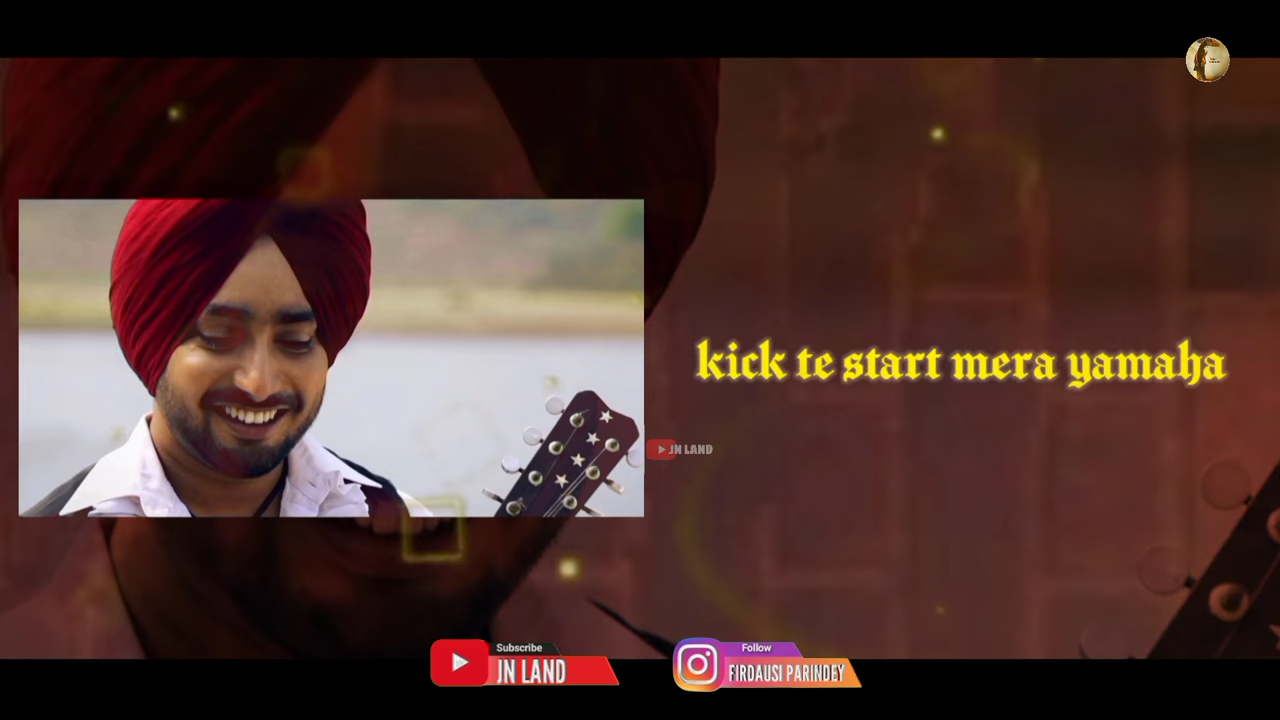 kick te start mera yamaha
JN LAND
Subscribe
JN LAND
Follow
FIRDAUSI PARINDEY